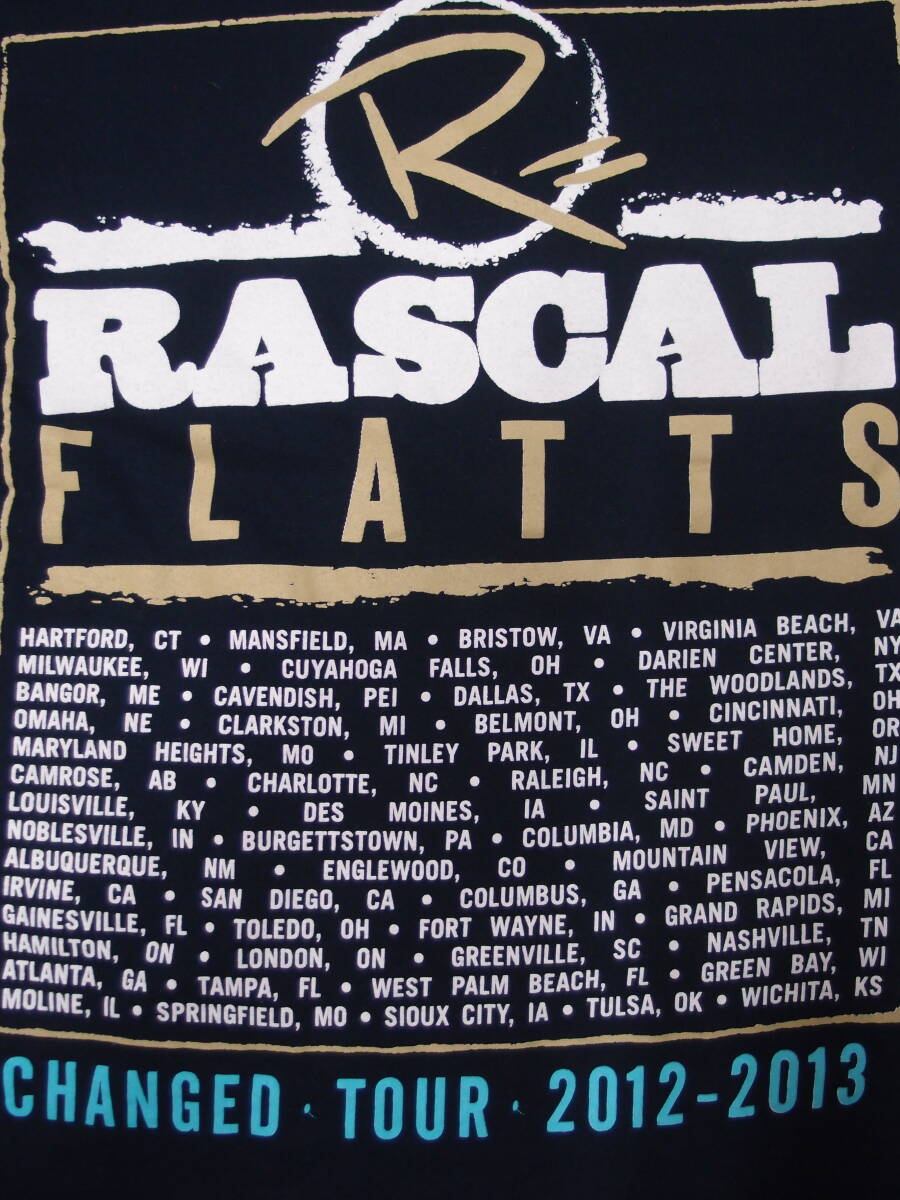 R
RASCAL
FLATTS
HARTFORD, CT • MANSFIELD, MA • BRISTOW, VA • VIRGINIA BEACH, VA
MILWAUKEE, WI • CUYAHOGA FALLS, OH • DARIEN CENTER, NY
BANGOR, ME • CAVENDISH, PEI • DALLAS, TX • THE WOODLANDS, TX
OMAHA, NE • CLARKSTON, MI • BELMONT, OH • CINCINNATI, OH
MARYLAND HEIGHTS, MO • TINLEY PARK, IL • SWEET HOME, OR
CAMROSE, AB • CHARLOTTE, NC • RALEIGH, NC • CAMDEN, NJ
LOUISVILLE, KY • DES MOINES, IA • SAINT PAUL, MN
NOBLESVILLE, IN • BURGETTSTOWN, PA • COLUMBIA, MD • PHOENIX, AZ
ALBUQUERQUE, NM • ENGLEWOOD, CO • MOUNTAIN VIEW, CA
IRVINE, CA • SAN DIEGO, CA • COLUMBUS, GA • PENSACOLA, FL
GAINESVILLE, FL • TOLEDO, OH • FORT WAYNE, IN • GRAND RAPIDS, MI
HAMILTON, ON • LONDON, ON • GREENVILLE, SC • NASHVILLE, TN
ATLANTA, GA • TAMPA, FL • WEST PALM BEACH, FL • GREEN BAY, WI
MOLINE, IL • SPRINGFIELD, MO • SIOUX CITY, IA • TULSA, OK • WICHITA, KS
CHANGED · TOUR · 2012-2013